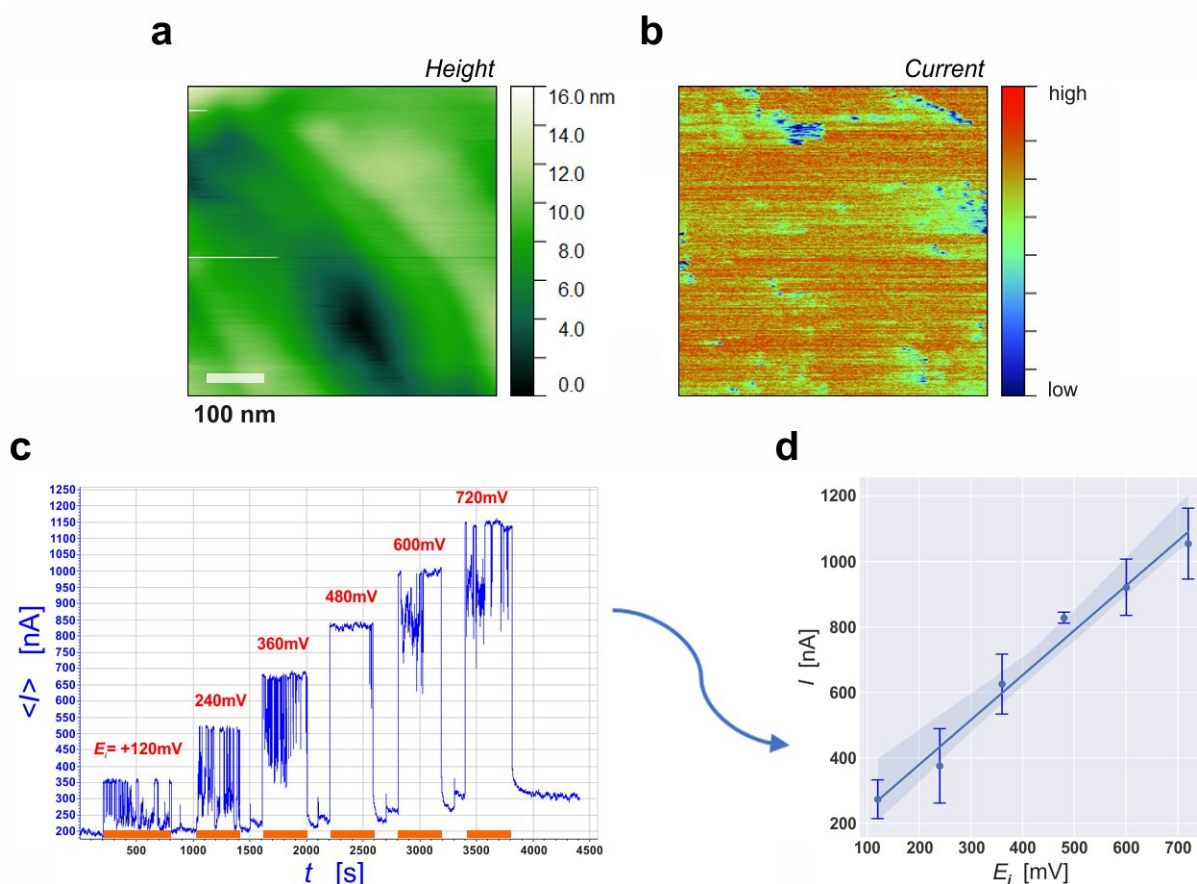 a
b
Height
16.0 nm
14.0
12.0
10.0
8.0
6.0
4.0
0.0
100 nm
Current
high
low
c
d
<I> [nA]
1250
1200
1150
1100
1050
1000
950
900
850
800
750
700
650
600
550
500
450
400
350
300
250
200
Ei= +120mV
240mV
360mV
480mV
600mV
720mV
500
1000
1500
2000
2500
3000
3500
4000
4500
t [s]
I [nA]
1200
1000
800
600
400
200
100
200
300
400
500
600
700
Ei [mV]